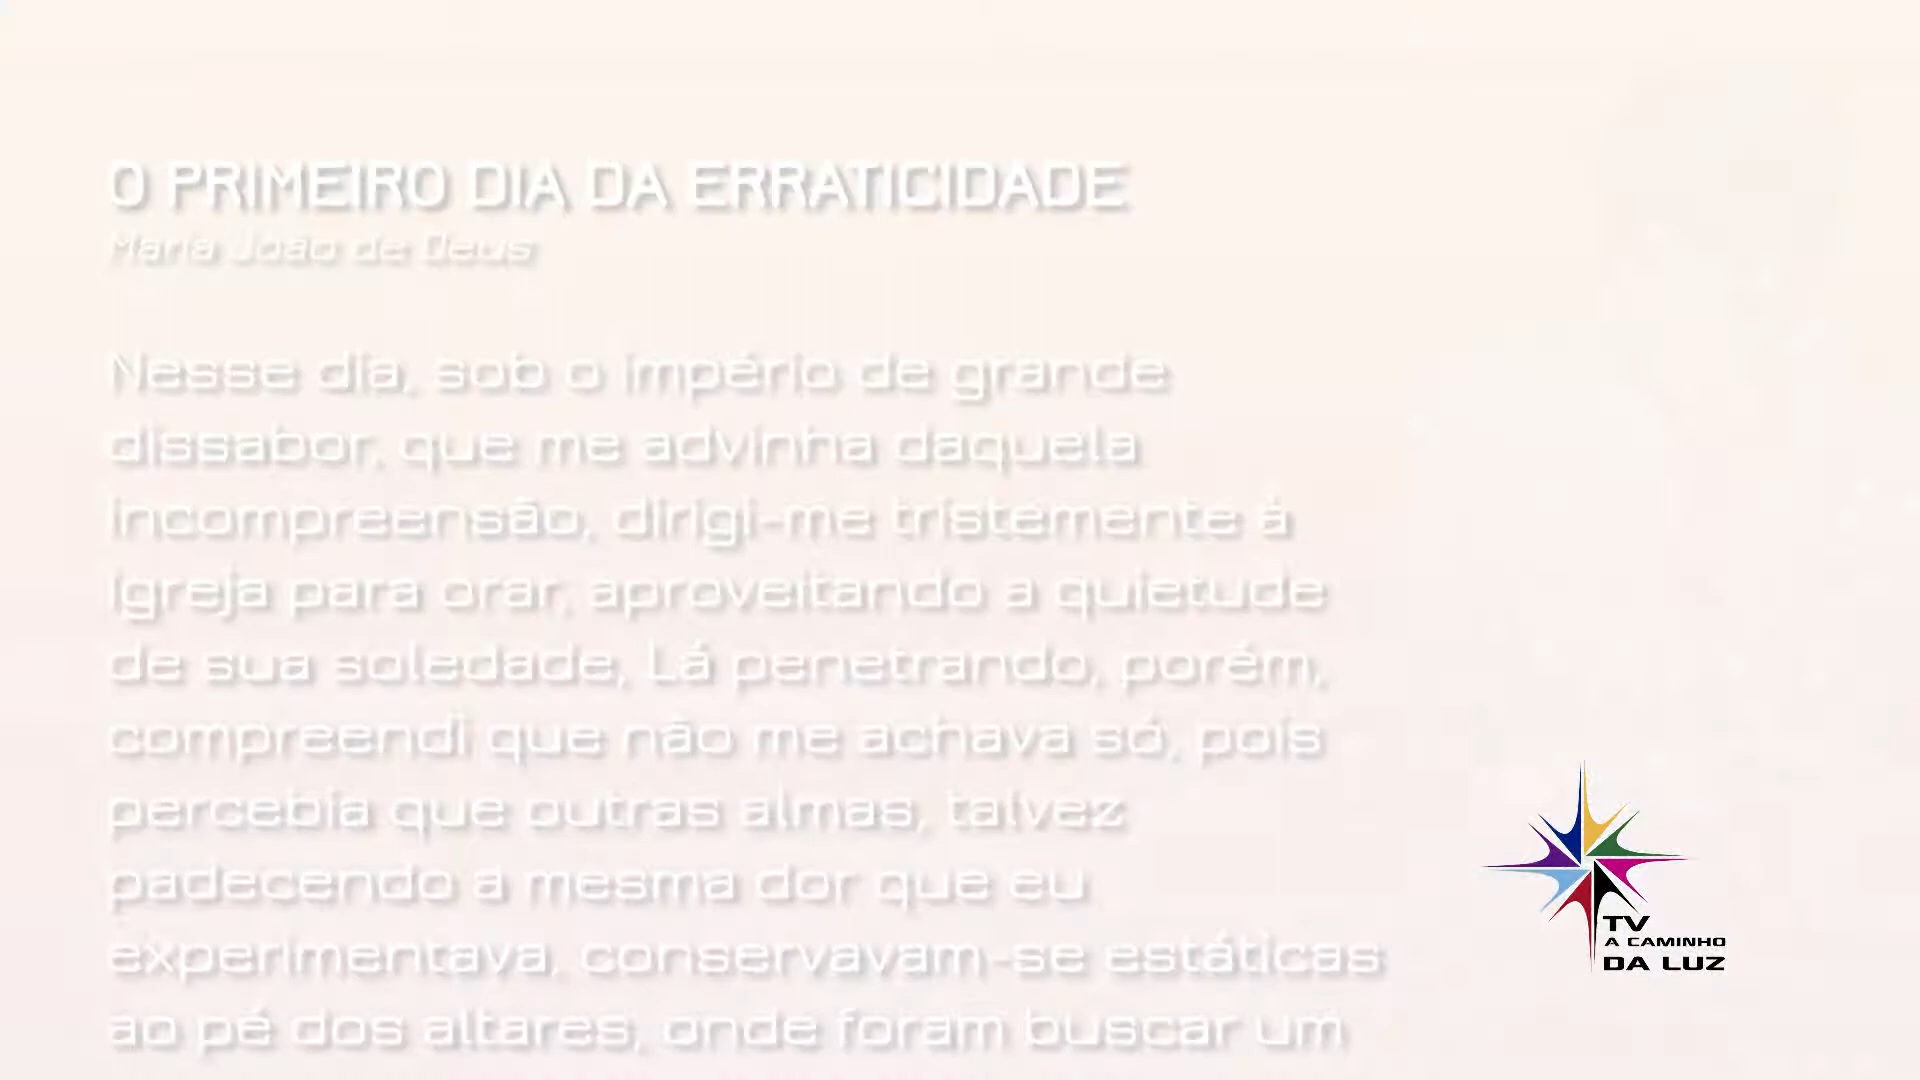 O PRIMEIRO DIA DA ERRATICIDADE
Maria João de Deus
Nesse dia, sob o império de grande
dissabor, que me advinha daquela
incompreensão, dirigi-me tristemente à
Igreja para orar, aproveitando a quietude
de sua soledade, Lá penetrando, porém,
compreendi que não me achava só, pois
percebia que outras almas, talvez
padecendo a mesma dor que eu
experimentava, conservavam-se estáticas
ao pé dos altares, onde foram buscar um
TV
A CAMINHO
DA LUZ